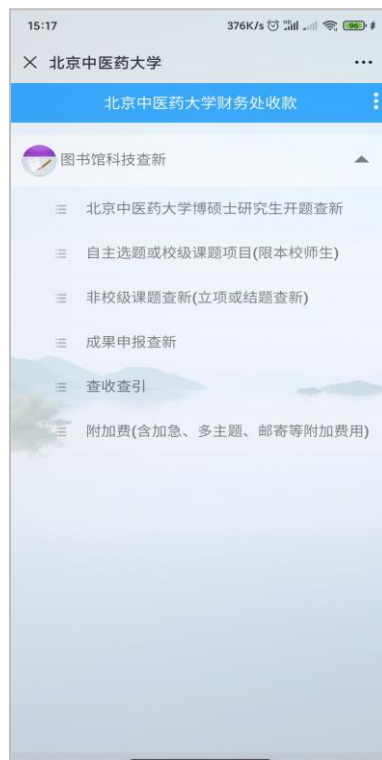 15:17 376K/s 96
北京中医药大学
北京中医药大学财务处收款
图书馆科技查新
北京中医药大学博硕士研究生开题查新
自主选题或校级课题项目(限本校师生)
非校级课题查新(立项或结题查新)
成果申报查新
查收查引
附加费(含加急、多主题、邮寄等附加费用)